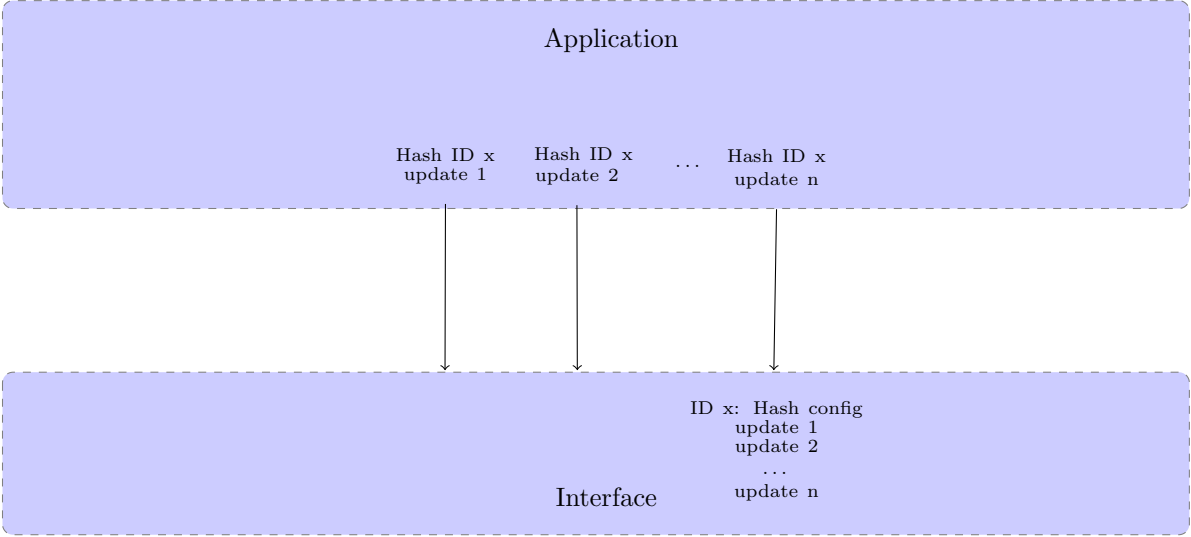 Application
Hash ID x
update 1
Hash ID x
update 2
...
Hash ID x
update n
ID x: Hash config
update 1
update 2
...
update n
Interface